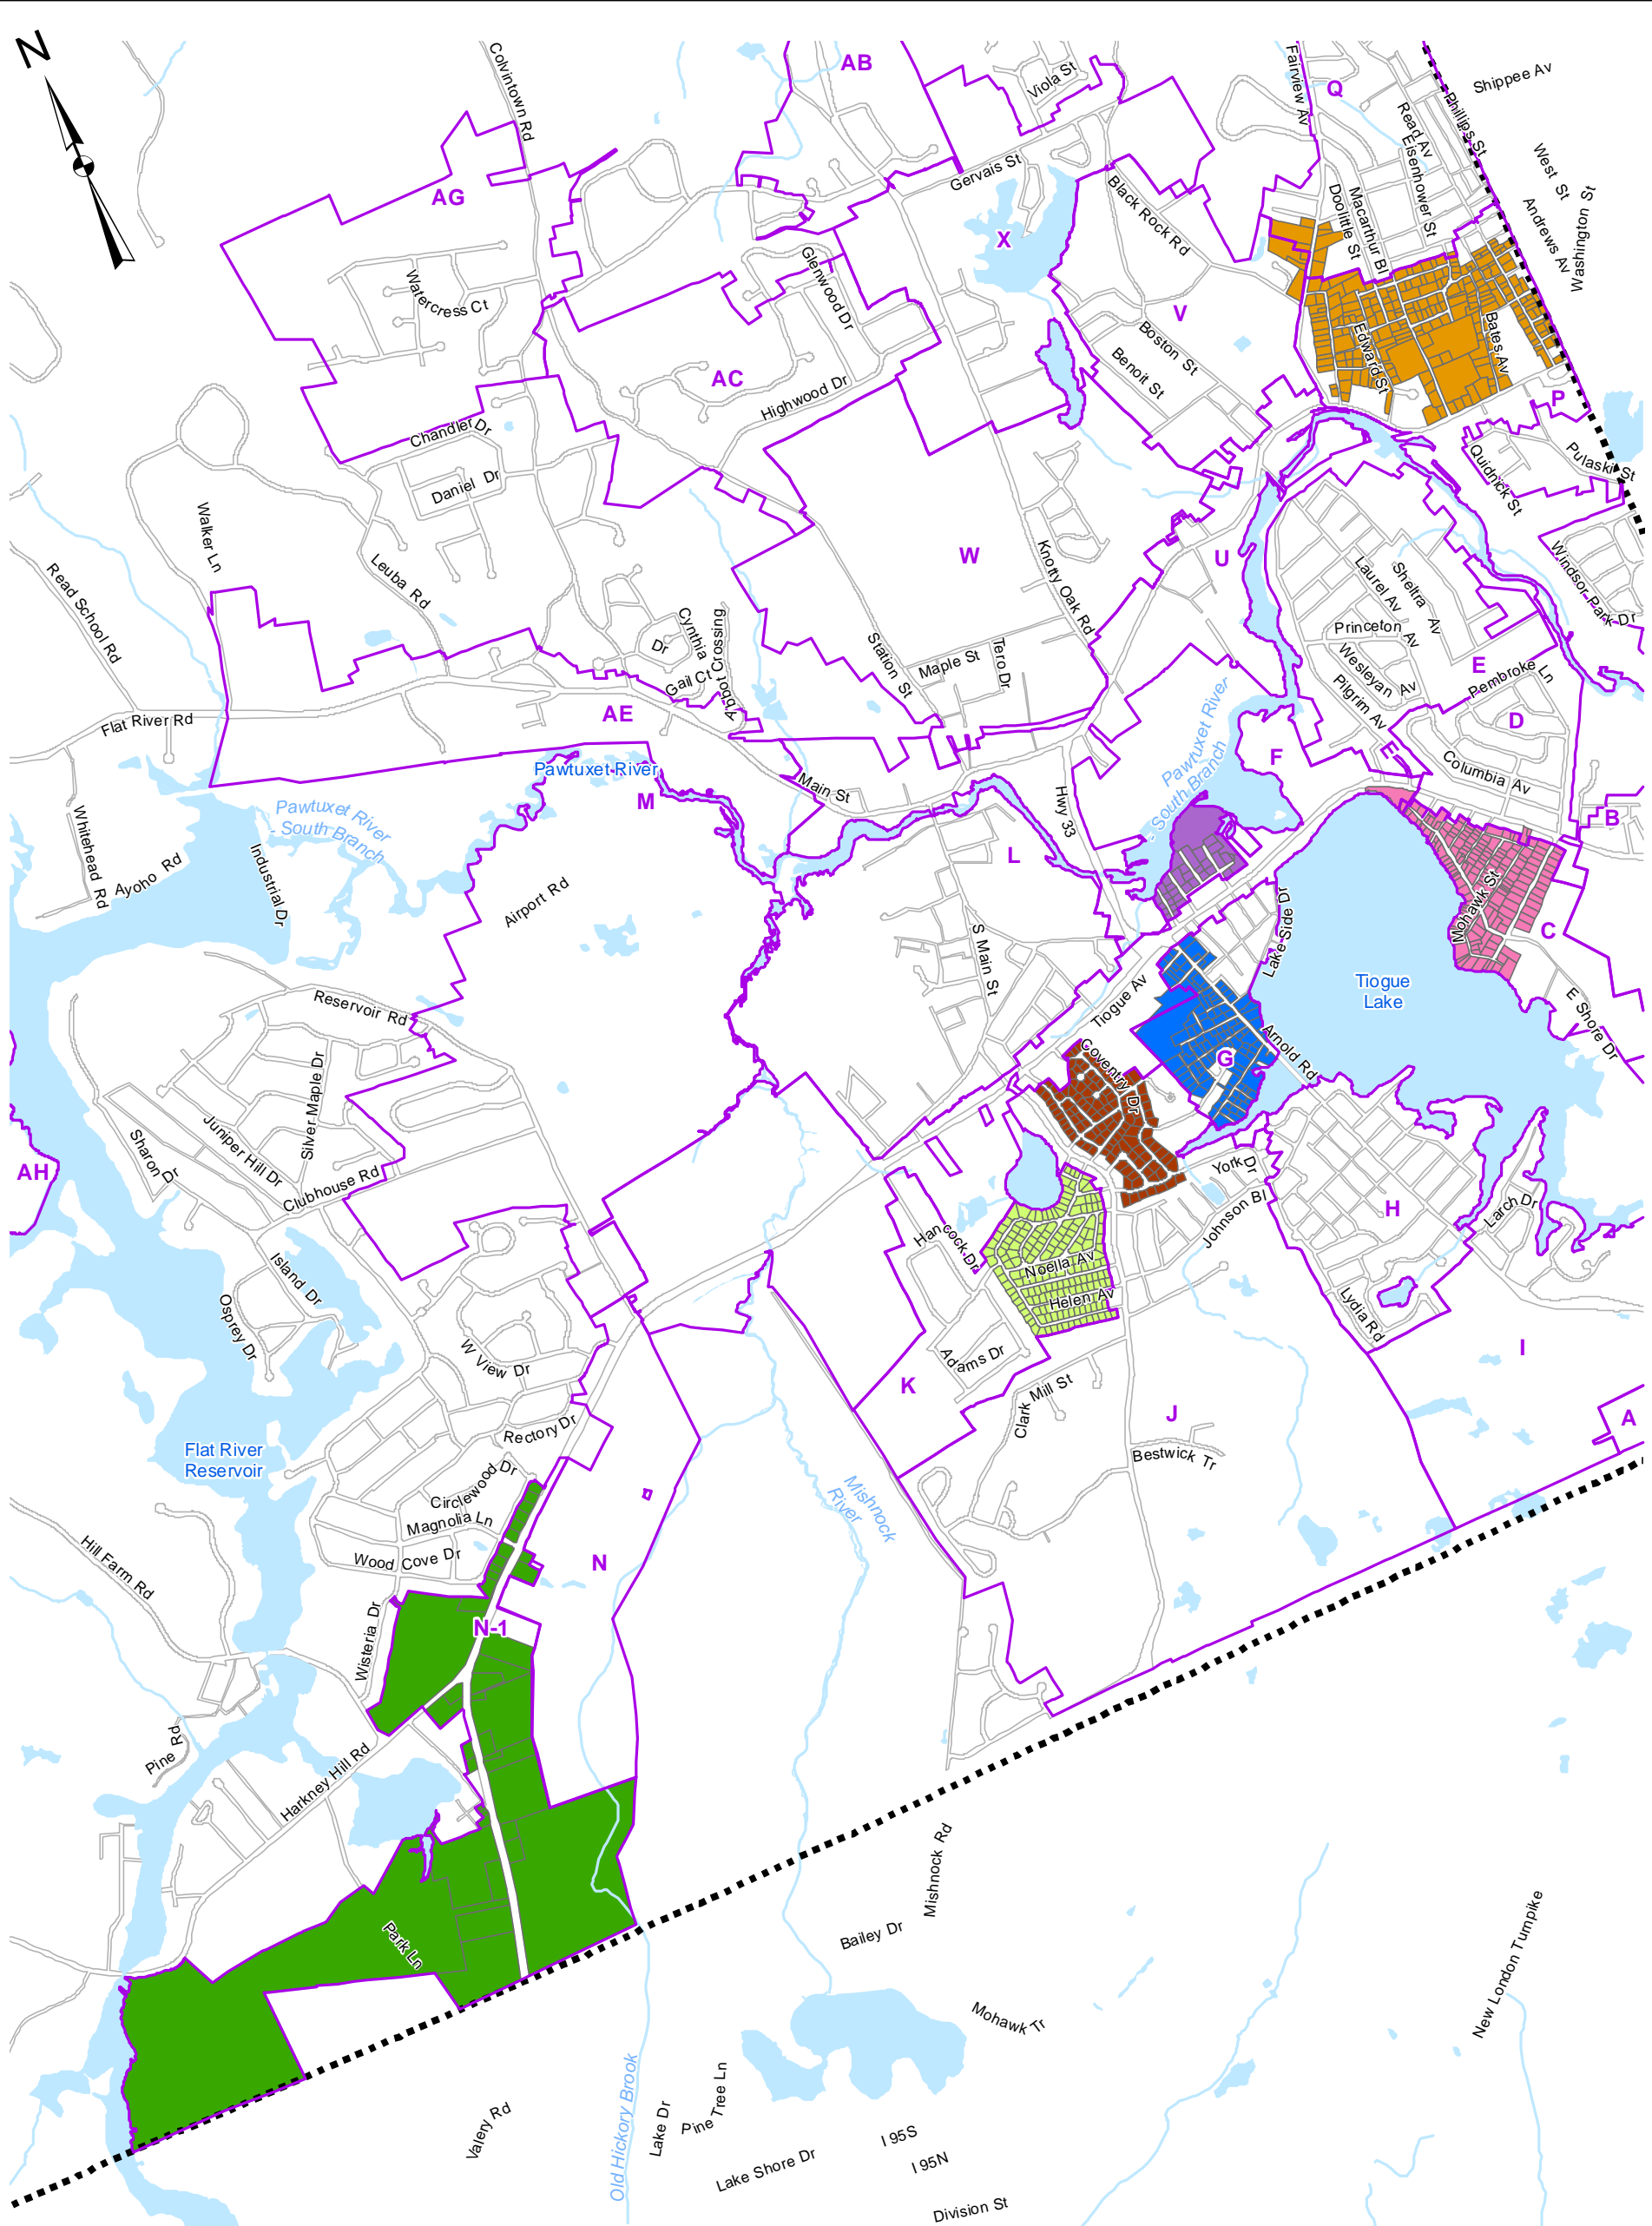 N
Colvintown Rd
AB
Viola St
Fairview Av
Q
Shippee Av
Phillips St
Read Av
Eisenhower St
West St
Washington St
Andrews Av
Gervais St
Black Rock Rd
Doolittle St
Macarthur Bl
AG
X
Watercress Ct
Glenwood Dr
V
Boston St
Benoit St
Edward St
Bates Av
AC
Highwood Dr
P
Chandler Dr
Daniel Dr
Quidnick St
Pulaski St
Walker Ln
Read School Rd
Leuba Rd
W
Knotty Oak Rd
U
Windsor Park Dr
Laurel Av
Sheltra Av
Princeton Av
Wesleyan Av
Pilgrim Av
E
Pembroke Ln
D
Cynthia Dr
Gail Ct
Abbot Crossing
Station St
Maple St
Tero Dr
Flat River Rd
AE
Pawtuxet River
- South Branch
F
E
Columbia Av
Pawtuxet River
M
Main St
Hwy 33
B
Pawtuxet River
- South Branch
Whitehead Rd
Ayoho Rd
Industrial Dr
L
Airport Rd
Mohawk St
C
Lake Side Dr
S Main St
Tiogue
Lake
Reservoir Rd
Tiogue Av
E Shore Dr
Arnold Rd
G
Coventry Dr
Silver Maple Dr
Juniper Hill Dr
Sharon Dr
Clubhouse Rd
AH
York Dr
Johnson Bl
H
Larch Dr
Hancock Dr
Noella Av
Helen Av
Island Dr
Osprey Dr
Lydia Rd
I
W View Dr
Adams Dr
K
Clark Mill St
J
A
Rectory Dr
Bestwick Tr
Flat River
Reservoir
Circlewood Dr
Magnolia Ln
Mishnock
River
Wood Cove Dr
N
Hill Farm Rd
Wisteria Dr
N-1
Pine Rd
Harkney Hill Rd
Mishnock Rd
Bailey Dr
Park Ln
New London Turnpike
Mohawk Tr
Old Hickory Brook
Valery Rd
Lake Dr
Pine Tree Ln
I 95S
I 95N
Lake Shore Dr
Division St